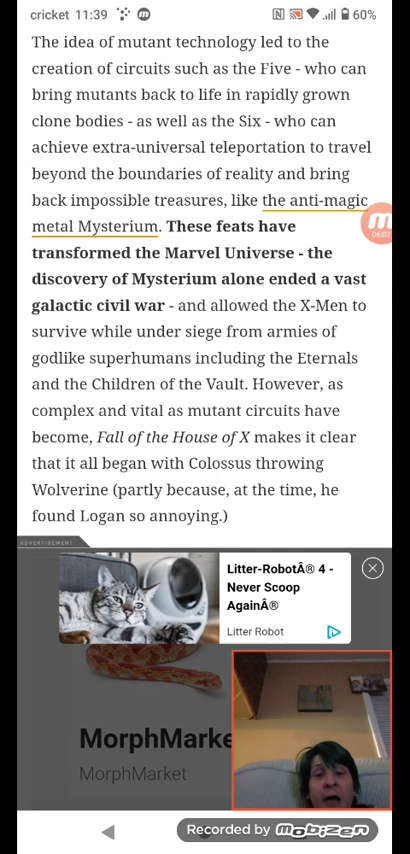 cricket 11:39 60%
The idea of mutant technology led to the
creation of circuits such as the Five - who can
bring mutants back to life in rapidly grown
clone bodies - as well as the Six - who can
achieve extra-universal teleportation to travel
beyond the boundaries of reality and bring
back impossible treasures, like the anti-magic
metal Mysterium. These feats have
06:02
transformed the Marvel Universe - the
discovery of Mysterium alone ended a vast
galactic civil war - and allowed the X-Men to
survive while under siege from armies of
godlike superhumans including the Eternals
and the Children of the Vault. However, as
complex and vital as mutant circuits have
become, Fall of the House of X makes it clear
that it all began with Colossus throwing
Wolverine (partly because, at the time, he
found Logan so annoying.)
ADVERTISEMENT
Litter-RobotÂ® 4 -
Never Scoop
AgainÂ®
Litter Robot
MorphMarke
MorphMarket
Recorded by mobizen